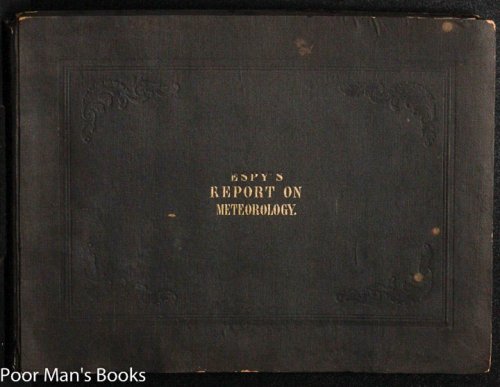 ESPY'S
REPORT ON
METEOROLOGY.
Poor Man's Books